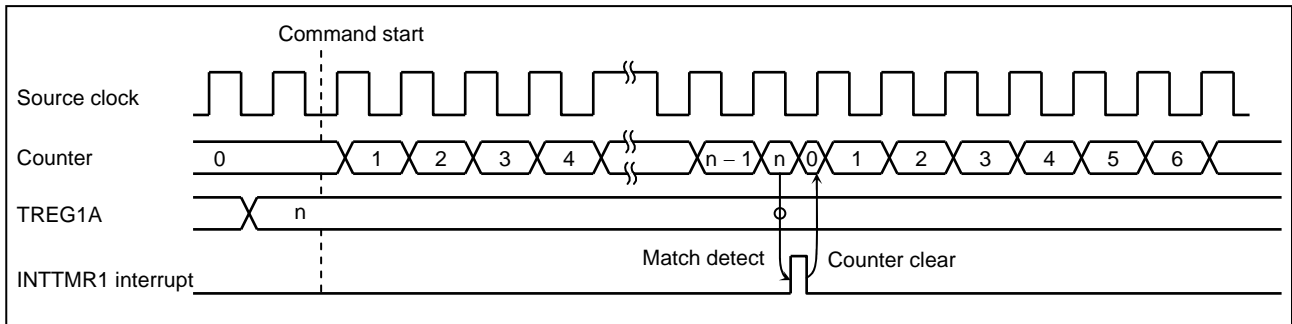 Command start
Source clock
Counter 0 1 2 3 4 n – 1 n 0 1 2 3 4 5 6
TREG1A n
Match detect Counter clear
INTTMR1 interrupt